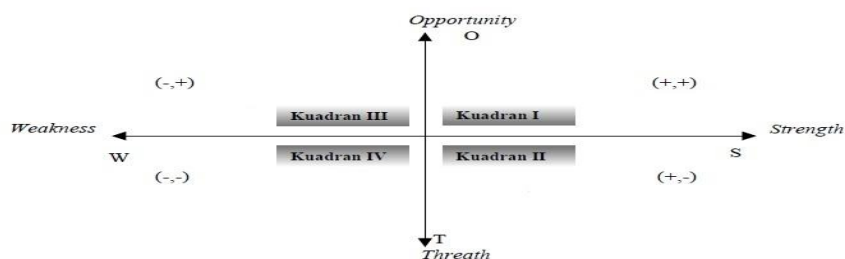 Opportunity
O
(-,+)
(+,+)
Kuadran III
Kuadran I
Weakness
Strength
W
Kuadran IV
Kuadran II
S
(-,-)
(+,-)
T
Threath